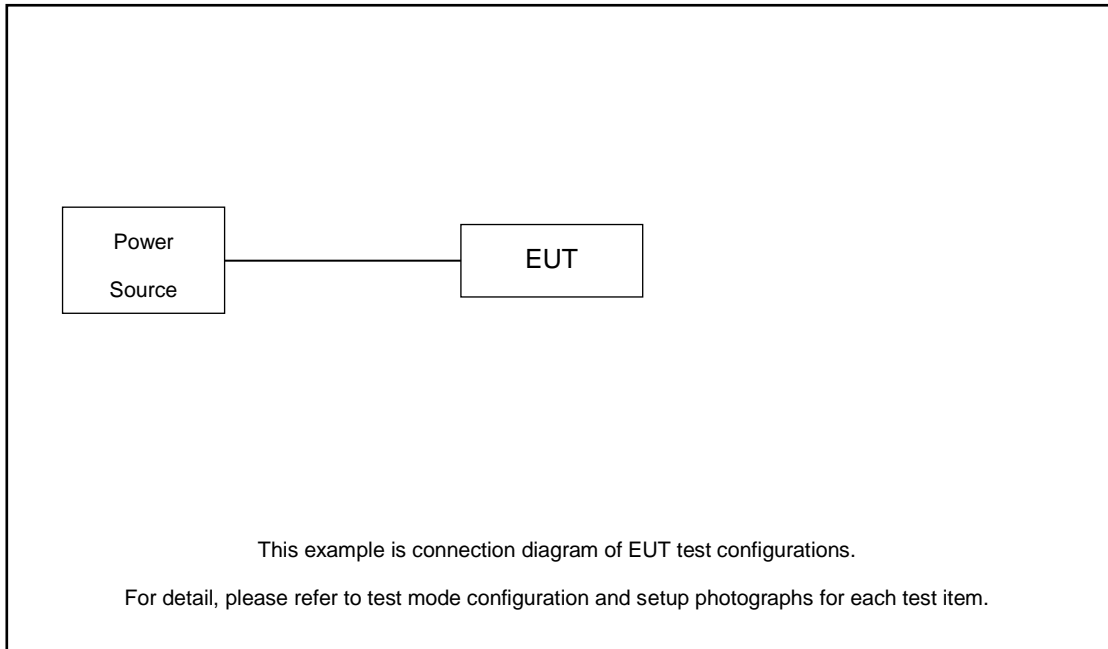 Power
Source
EUT
This example is connection diagram of EUT test configurations.
For detail, please refer to test mode configuration and setup photographs for each test item.